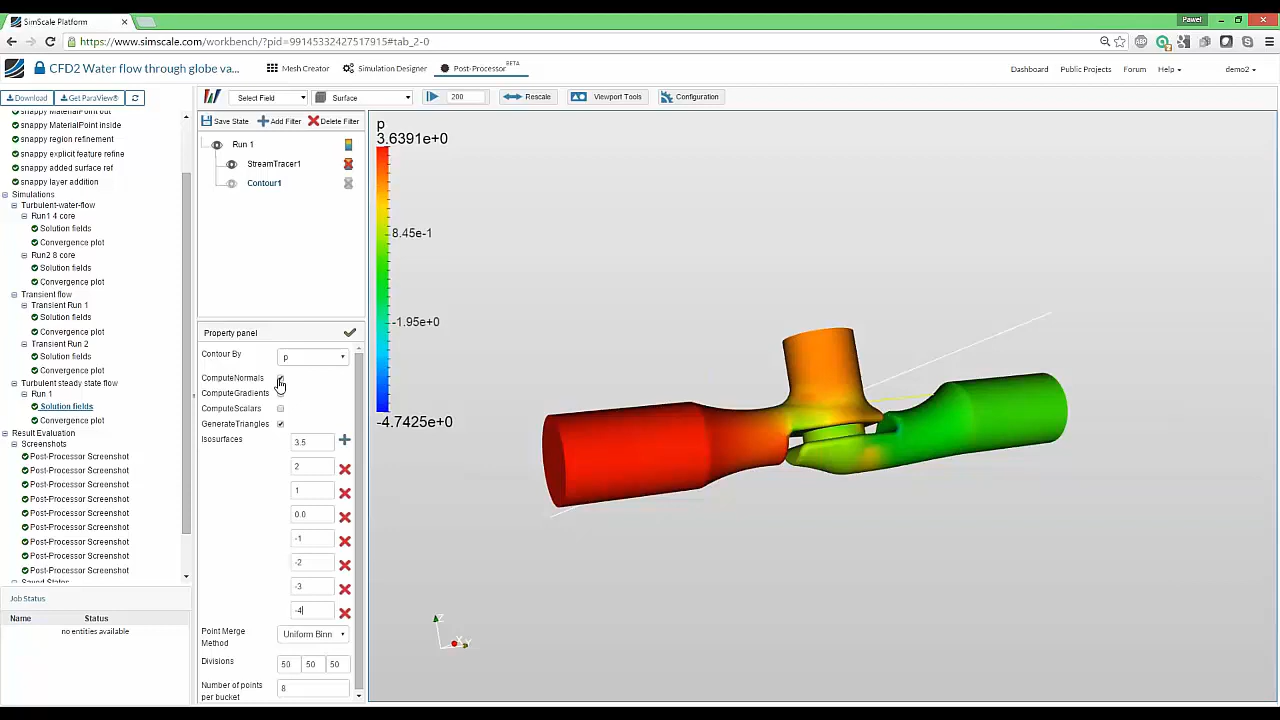 SimScale Platform
Pawel
https://www.simscale.com/workbench/?pid=99145332427517915#tab_2-0
CFD2 Water flow through globe va...
Mesh Creator
Simulation Designer
Post-Processor BETA
Dashboard
Public Projects
Forum
Help
demo2
Download
Get ParaView®
Select Field
Surface
200
Rescale
Viewport Tools
Configuration
snappy MaterialPoint out
snappy MaterialPoint inside
snappy region refinement
snappy explicit feature refine
snappy added surface ref
snappy layer addition
Simulations
Turbulent-water-flow
Run1 4 core
Solution fields
Convergence plot
Run2 8 core
Solution fields
Convergence plot
Transient flow
Transient Run 1
Solution fields
Convergence plot
Transient Run 2
Solution fields
Convergence plot
Turbulent steady state flow
Run 1
Solution fields
Convergence plot
Result Evaluation
Screenshots
Post-Processor Screenshot
Post-Processor Screenshot
Post-Processor Screenshot
Post-Processor Screenshot
Post-Processor Screenshot
Post-Processor Screenshot
Post-Processor Screenshot
Post-Processor Screenshot
Post-Processor Screenshot
Saved States
Job Status
Name Status
no entities available
Save State
Add Filter
Delete Filter
Run 1
StreamTracer1
Contour1
Property panel
Contour By p
ComputeNormals
ComputeGradients
ComputeScalars
GenerateTriangles
Isosurfaces 3.5
2
1
0.0
-1
-2
-3
-4
Point Merge Method Uniform Binn
Divisions 50 50 50
Number of points per bucket 8
p
3.6391e+0
8.45e-1
-1.95e+0
-4.7425e+0
Z
X
Y